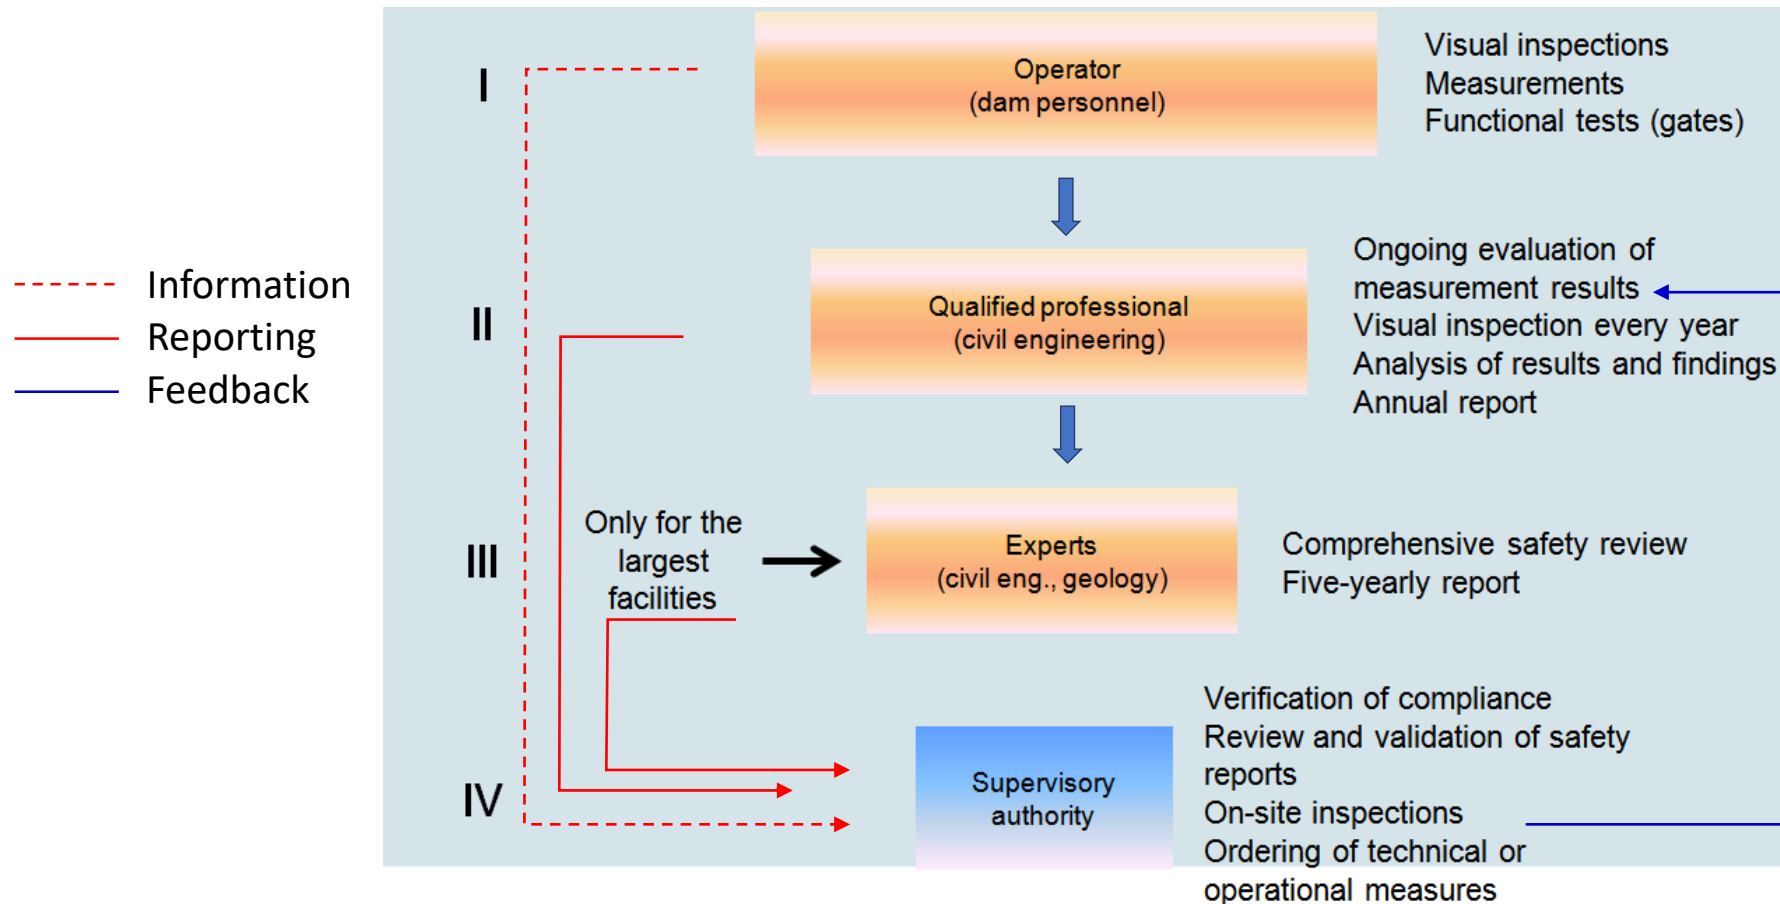 Information
Reporting
Feedback
I
Operator
(dam personnel)
Visual inspections
Measurements
Functional tests (gates)
II
Qualified professional
(civil engineering)
Ongoing evaluation of
measurement results
Visual inspection every year
Analysis of results and findings
Annual report
III
Only for the
largest
facilities
Experts
(civil eng., geology)
Comprehensive safety review
Five-yearly report
IV
Supervisory
authority
Verification of compliance
Review and validation of safety
reports
On-site inspections
Ordering of technical or
operational measures